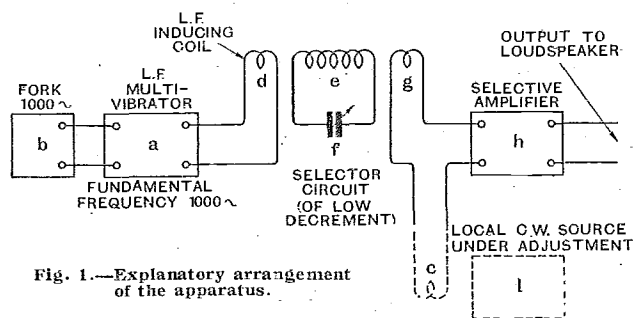 L.F.
INDUCING
COIL
d
e
g
f
SELECTOR
CIRCUIT
(OF LOW
DECREMENT)
FORK
1000 ~
b
L.F.
MULTI-
VIBRATOR
a
FUNDAMENTAL
FREQUENCY 1000 ~
OUTPUT TO
LOUDSPEAKER
SELECTIVE
AMPLIFIER
h
c
LOCAL C.W. SOURCE
UNDER ADJUSTMENT
l
Fig. 1.—Explanatory arrangement
of the apparatus.